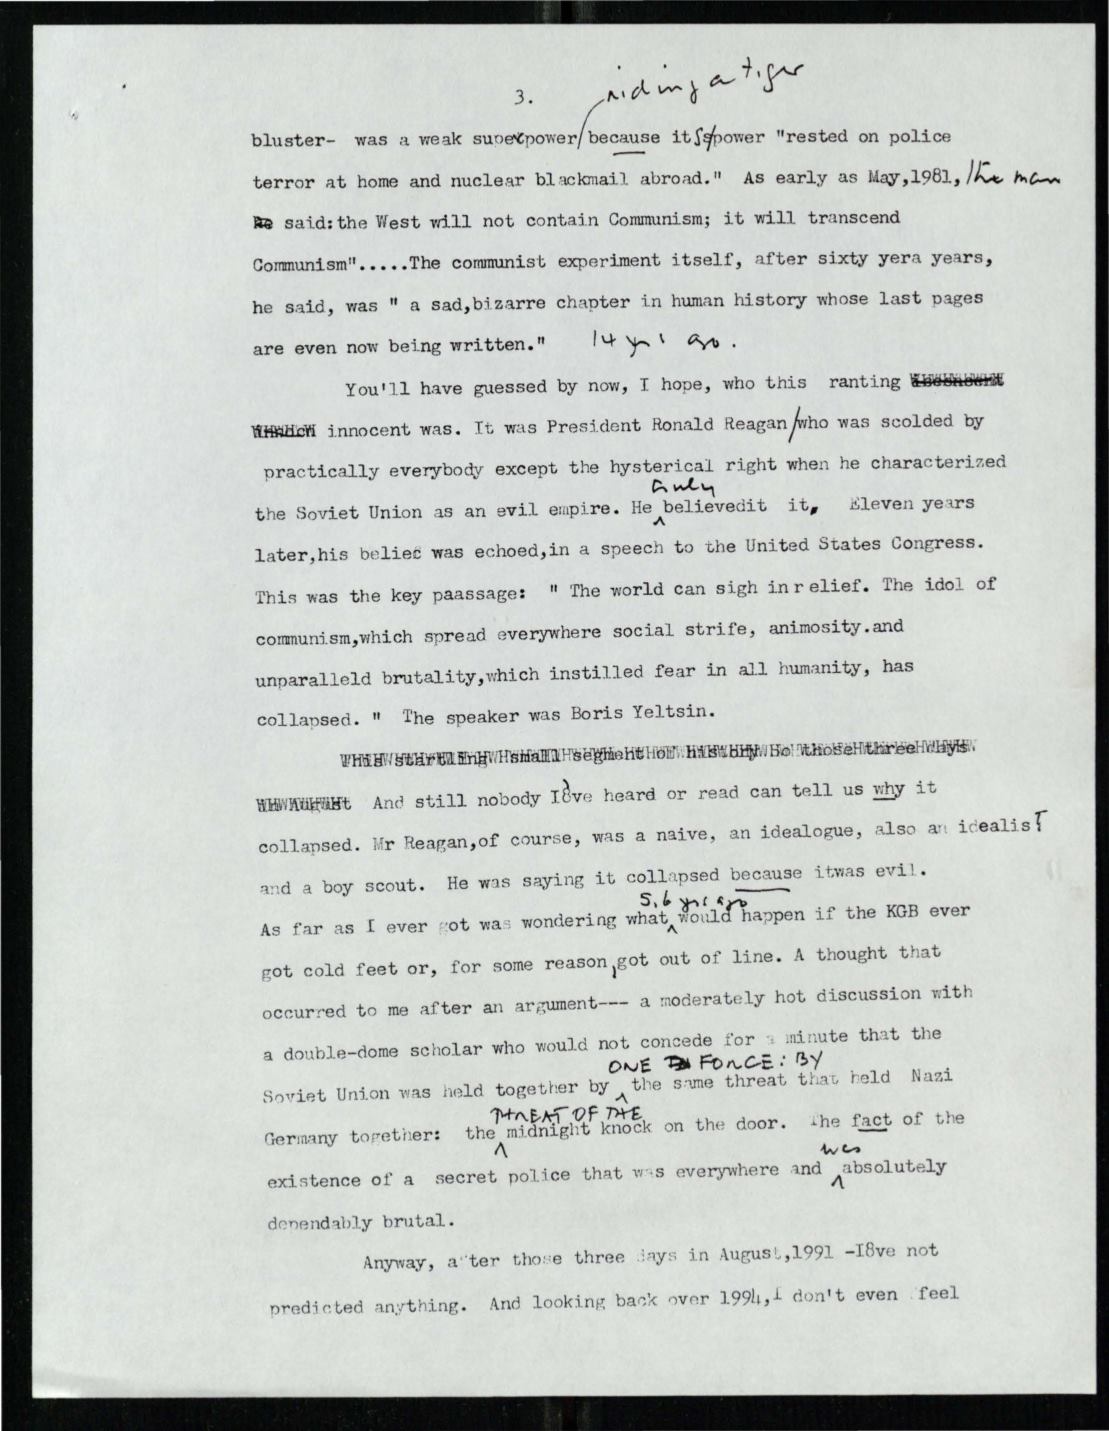 riding a tiger
3.
bluster- was a weak superpower/because its power "rested on police
terror at home and nuclear blackmail abroad." As early as May,1981, /the man
said:the West will not contain Communism; it will transcend
Communism".....The communist experiment itself, after sixty yera years,
he said, was " a sad,bizarre chapter in human history whose last pages
are even now being written." 14 yrs ago.
You'll have guessed by now, I hope, who this ranting
innocent was. It was President Ronald Reagan/who was scolded by
practically everybody except the hysterical right when he characterized
truly
the Soviet Union as an evil empire. He believedit it. Eleven years
later,his belief was echoed,in a speech to the United States Congress.
This was the key paassage: " The world can sigh inr elief. The idol of
communism,which spread everywhere social strife, animosity.and
unparalleld brutality,which instilled fear in all humanity, has
collapsed. " The speaker was Boris Yeltsin.
This startling small segment of history So those three days.
August And still nobody I8've heard or read can tell us why it
collapsed. Mr Reagan,of course, was a naive, an idealogue, also an idealisT
and a boy scout. He was saying it collapsed because itwas evil.
5,6 yrs ago
As far as I ever got was wondering what would happen if the KGB ever
got cold feet or, for some reason,got out of line. A thought that
occurred to me after an argument--- a moderately hot discussion with
a double-dome scholar who would not concede for a minute that the
ONE FORCE: BY
Soviet Union was held together by the same threat that held Nazi
THREAT OF THE
Germany together: the midnight knock on the door. The fact of the
was
existence of a secret police that was everywhere and absolutely
dependably brutal.
Anyway, after those three days in August,1991 -I8ve not
predicted anything. And looking back over 1994,I don't even feel